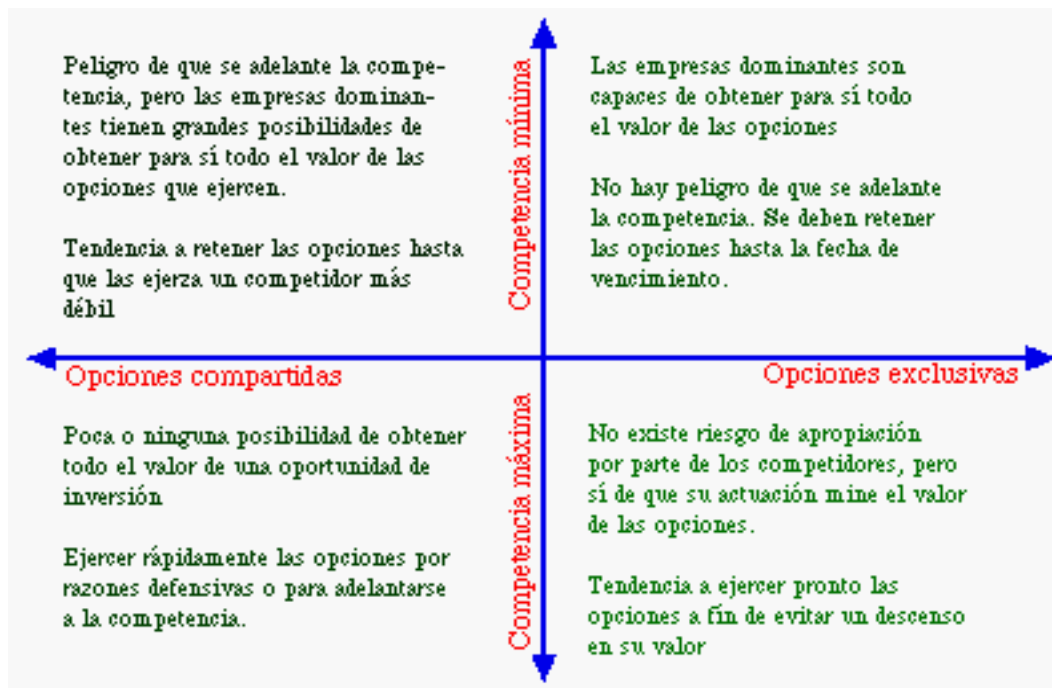 Peligro de que se adelante la compe-
tencia, pero las empresas dominan-
tes tienen grandes posibilidades de
obtener para sí todo el valor de las
opciones que ejercen.
Tendencia a retener las opciones hasta
que las ejerza un competidor más
débil
Competencia mínima
Las empresas dominantes son
capaces de obtener para sí todo
el valor de las opciones
No hay peligro de que se adelante
la competencia. Se deben retener
las opciones hasta la fecha de
vencimiento.
Opciones compartidas
Opciones exclusivas
Poca o ninguna posibilidad de obtener
todo el valor de una oportunidad de
inversión
Ejercer rápidamente las opciones por
razones defensivas o para adelantarse
a la competencia.
Competencia máxima
No existe riesgo de apropiación
por parte de los competidores, pero
sí de que su actuación mine el valor
de las opciones.
Tendencia a ejercer pronto las
opciones a fín de evitar un descenso
en su valor